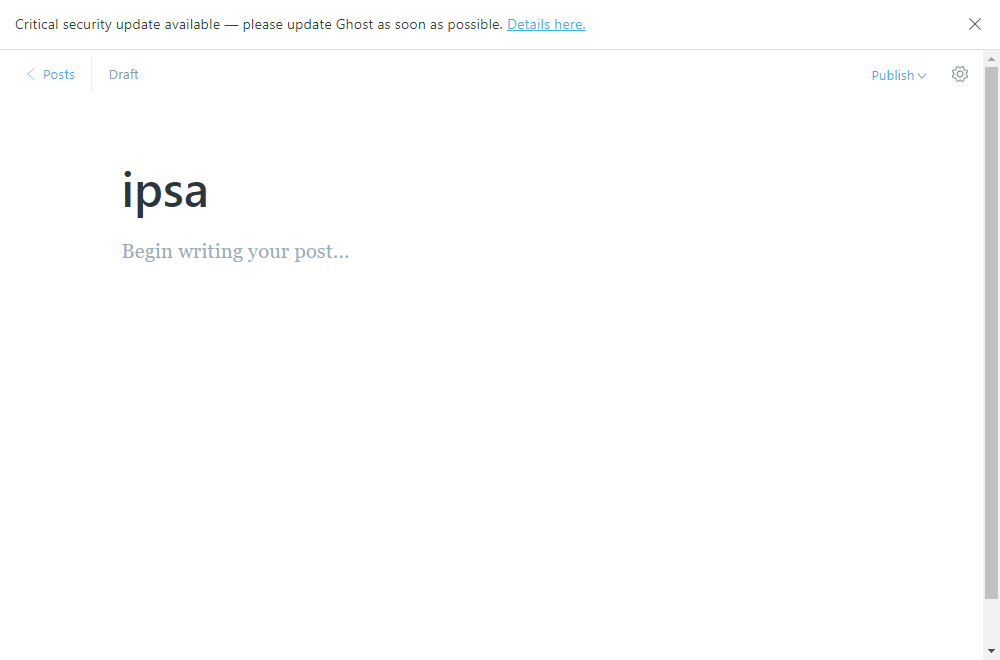 Critical security update available — please update Ghost as soon as possible. Details here.
Posts
Draft
Publish
ipsa
Begin writing your post...